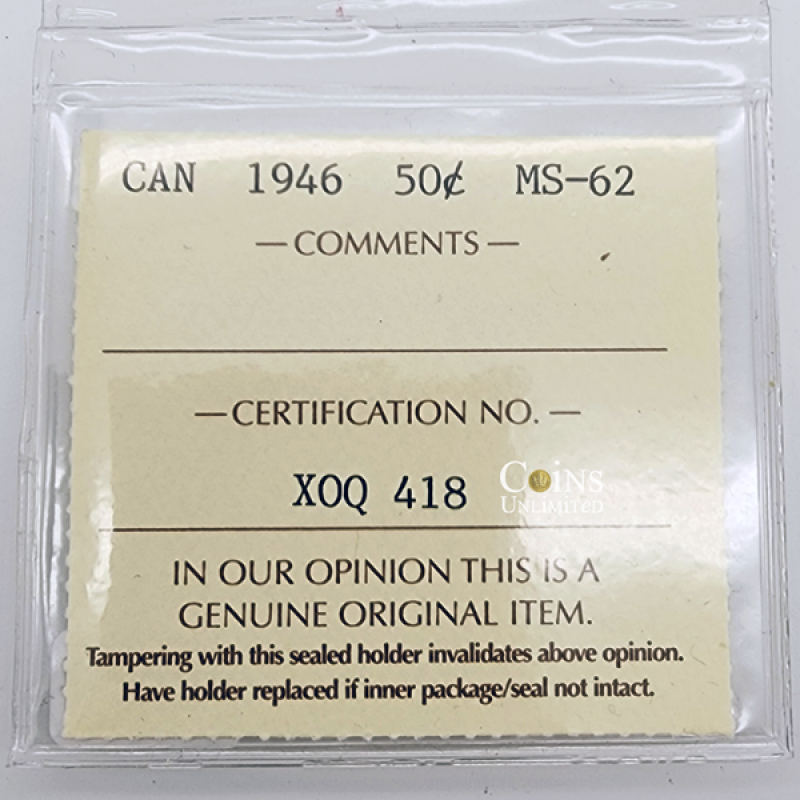 CAN 1946 50¢ MS-62
— COMMENTS —
— CERTIFICATION NO. —
XOQ 418
Coins
Unlimited
IN OUR OPINION THIS IS A
GENUINE ORIGINAL ITEM.
Tampering with this sealed holder invalidates above opinion.
Have holder replaced if inner package/seal not intact.